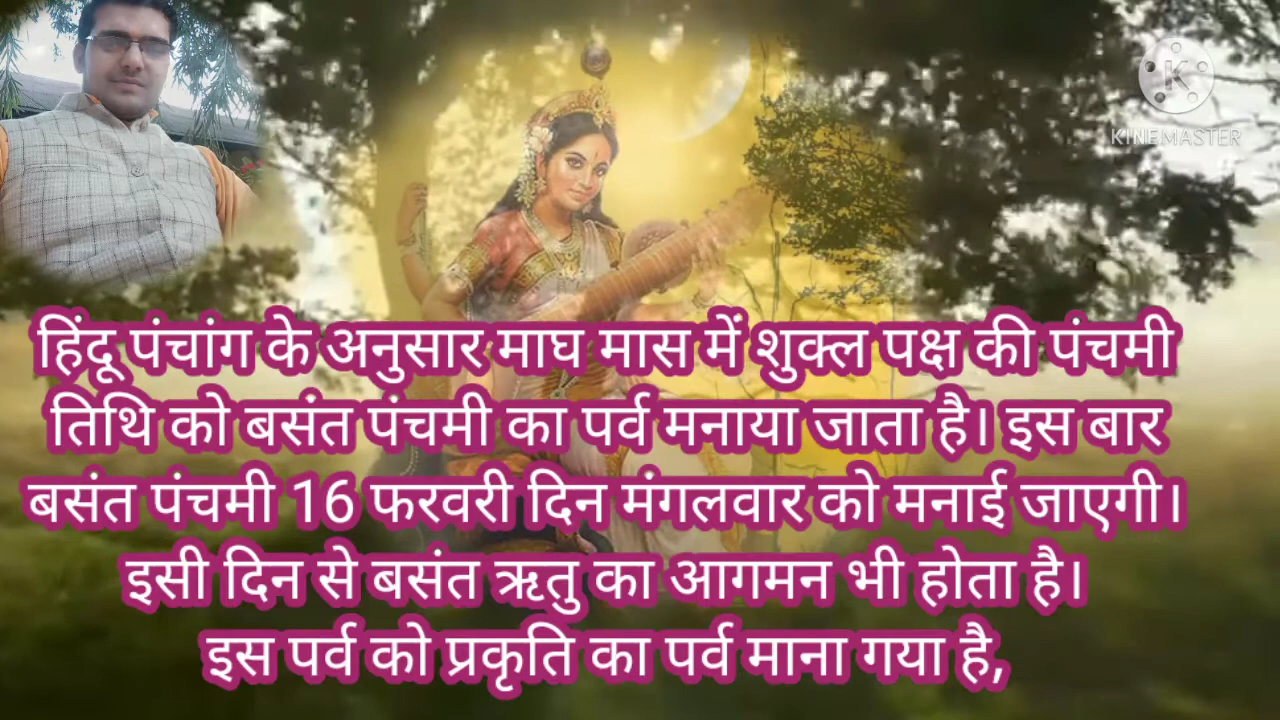 KINEMASTER
हिंदू पंचांग के अनुसार माघ मास में शुक्ल पक्ष की पंचमी
तिथि को बसंत पंचमी का पर्व मनाया जाता है। इस बार
बसंत पंचमी 16 फरवरी दिन मंगलवार को मनाई जाएगी।
इसी दिन से बसंत ऋतु का आगमन भी होता है।
इस पर्व को प्रकृति का पर्व माना गया है,